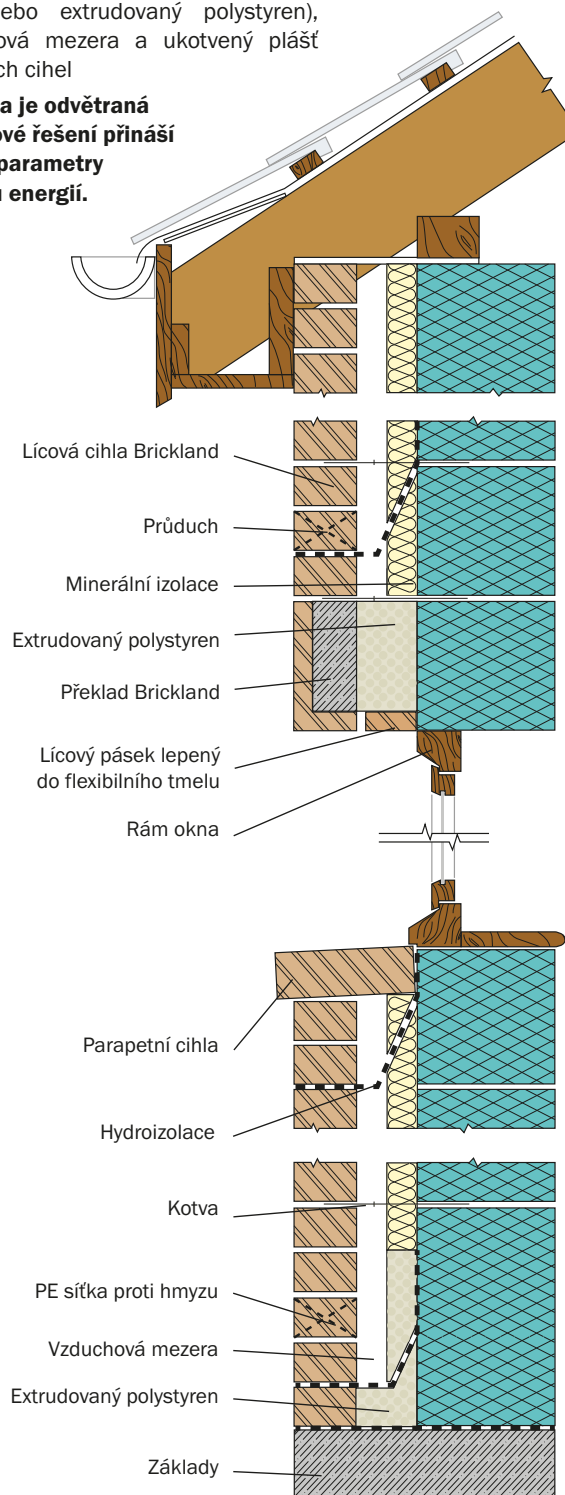 ebo extrudovaný polystyren),
ová mezera a ukotvený plášť
ch cihel
a je odvětraná
ové řešení přináší
parametry
energií.
Lícová cihla Brickland
Průduch
Minerální izolace
Extrudovaný polystyren
Překlad Brickland
Lícový pásek lepený
do flexibilního tmelu
Rám okna
Parapetní cihla
Hydroizolace
Kotva
PE síťka proti hmyzu
Vzduchová mezera
Extrudovaný polystyren
Základy